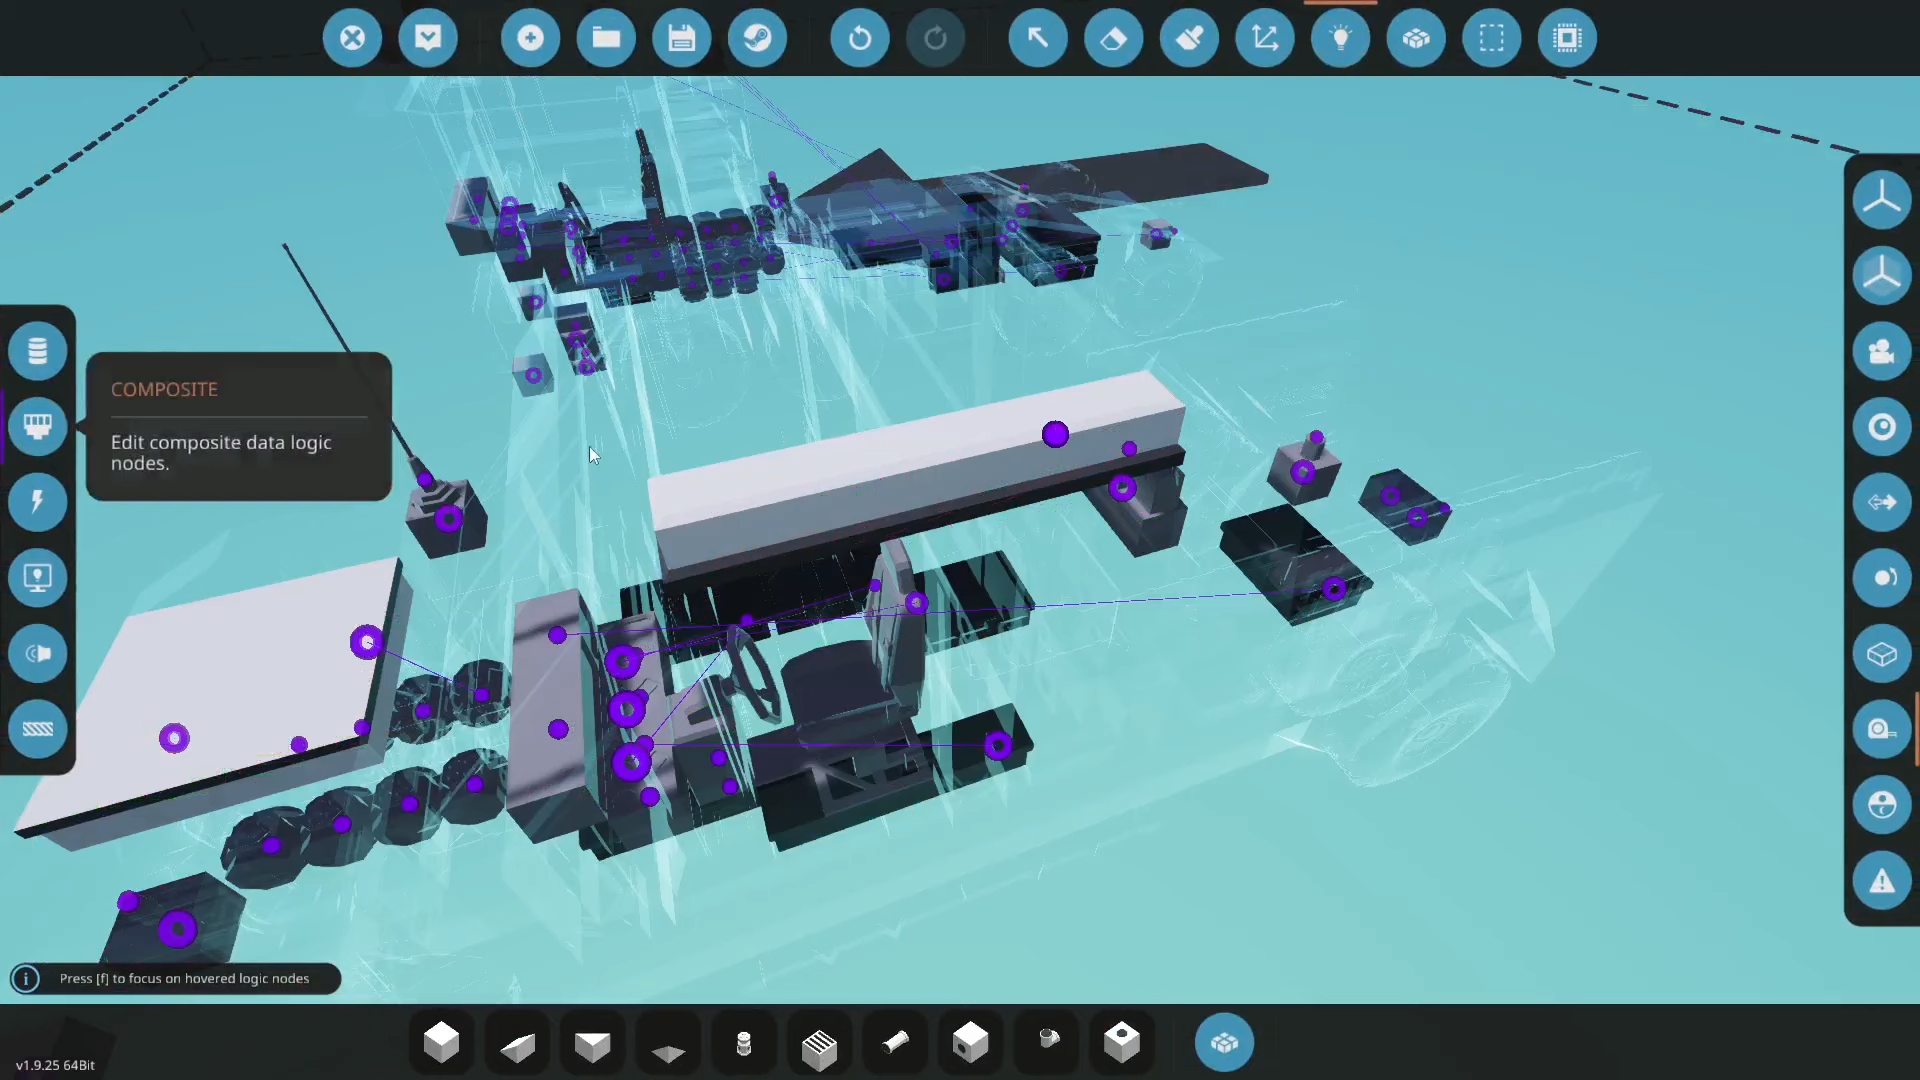 COMPOSITE
Edit composite data logic
nodes.
Press [f] to focus on hovered logic nodes
v1.9.25 64Bit